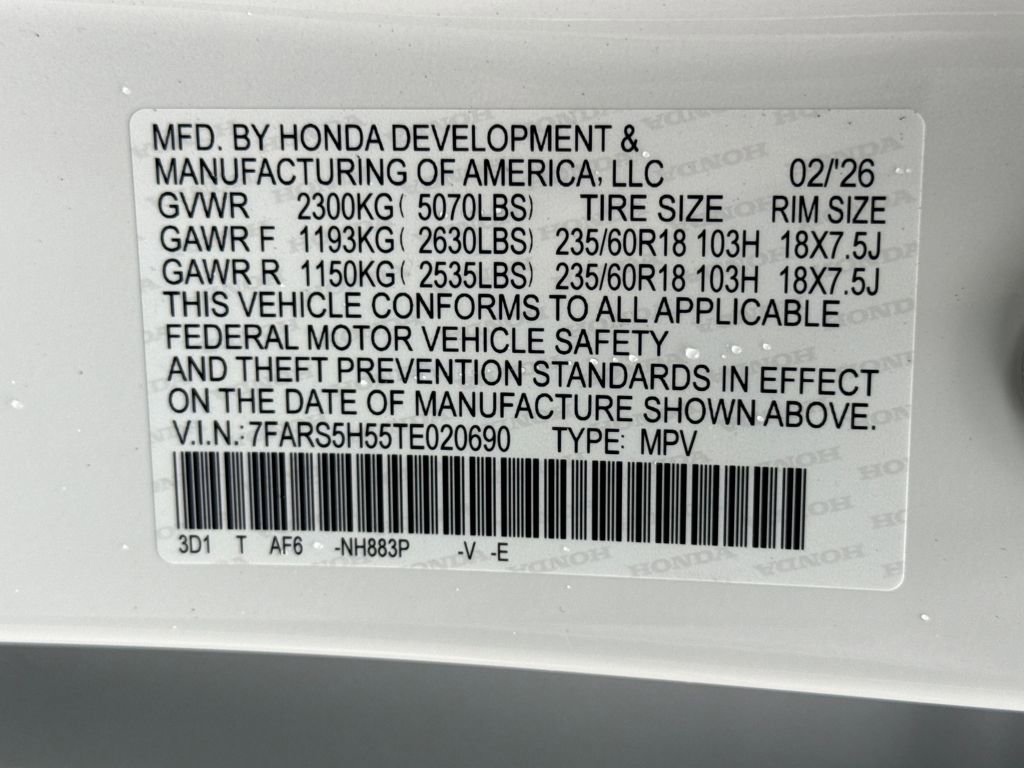 MFD. BY HONDA DEVELOPMENT &
MANUFACTURING OF AMERICA, LLC 02/'26
GVWR 2300KG( 5070LBS) TIRE SIZE RIM SIZE
GAWR F 1193KG( 2630LBS) 235/60R18 103H 18X7.5J
GAWR R 1150KG( 2535LBS) 235/60R18 103H 18X7.5J
THIS VEHICLE CONFORMS TO ALL APPLICABLE
FEDERAL MOTOR VEHICLE SAFETY
AND THEFT PREVENTION STANDARDS IN EFFECT
ON THE DATE OF MANUFACTURE SHOWN ABOVE.
V.I.N.: 7FARS5H55TE020690 TYPE: MPV
3D1 T AF6 -NH883P -V -E